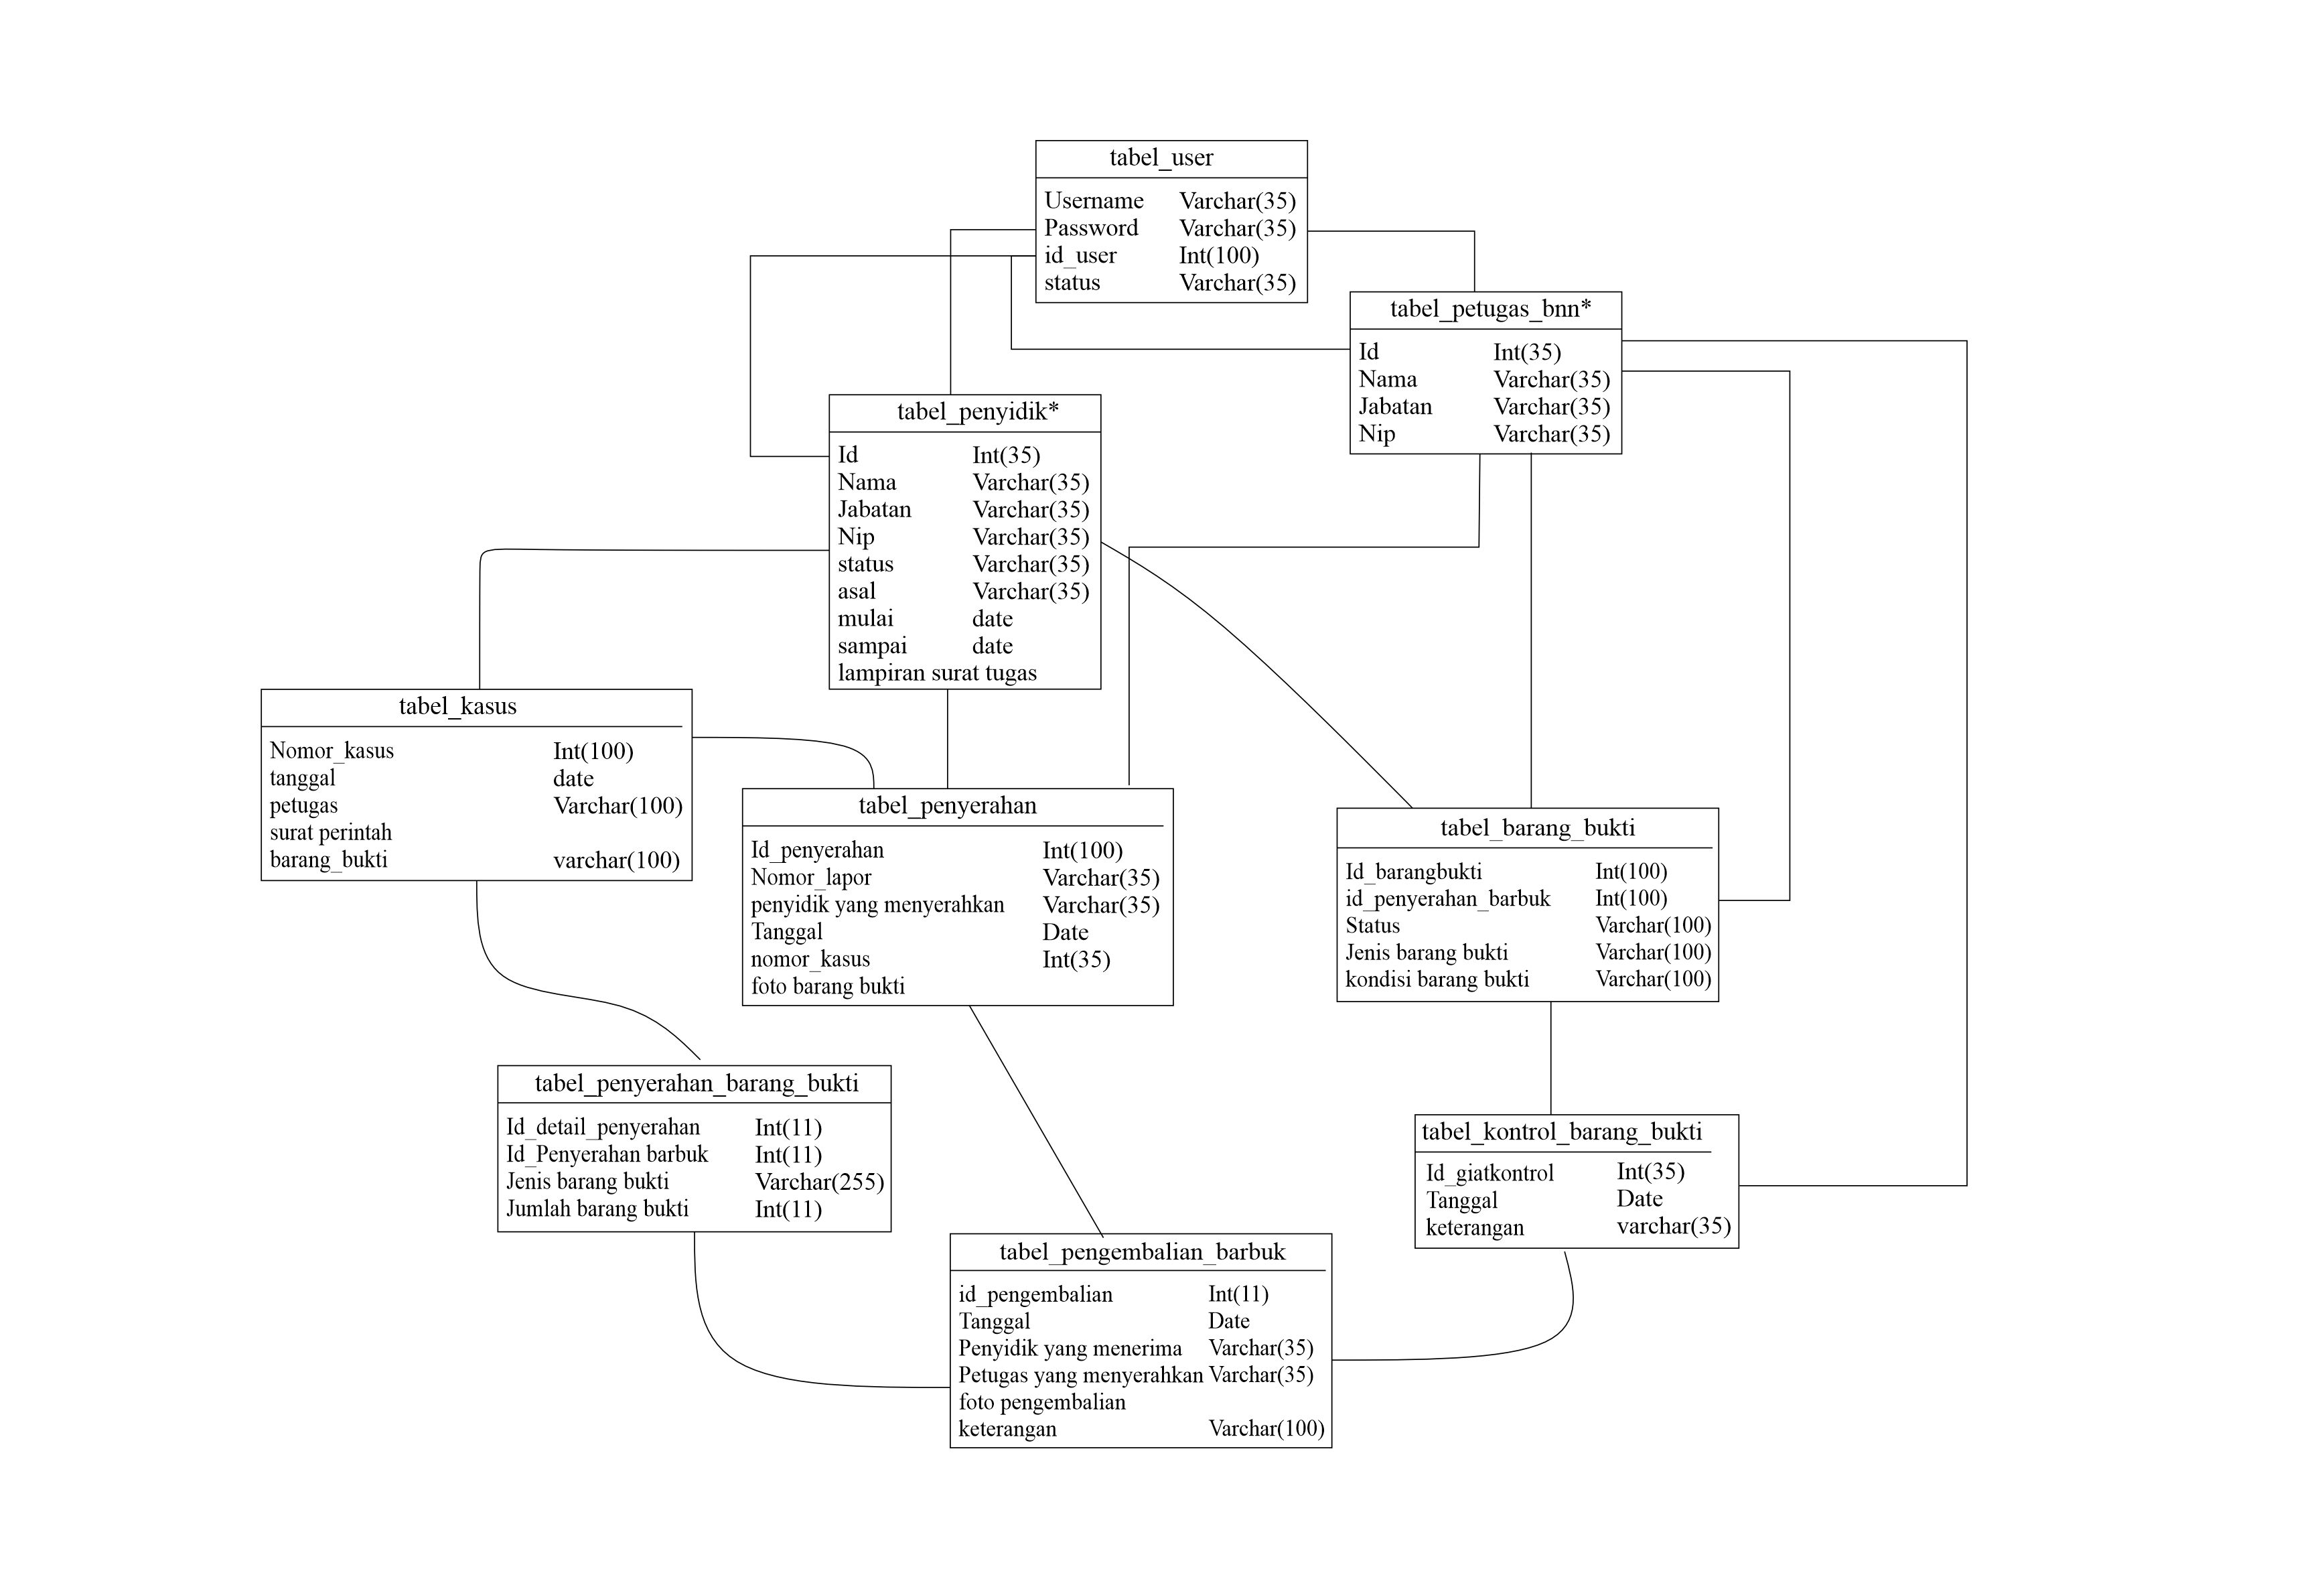 tabel_user
Username Varchar(35)
Password Varchar(35)
id_user Int(100)
status Varchar(35)
tabel_petugas_bnn*
Id Int(35)
Nama Varchar(35)
Jabatan Varchar(35)
Nip Varchar(35)
tabel_penyidik*
Id Int(35)
Nama Varchar(35)
Jabatan Varchar(35)
Nip Varchar(35)
status Varchar(35)
asal Varchar(35)
mulai date
sampai date
lampiran surat tugas
tabel_kasus
Nomor_kasus Int(100)
tanggal date
petugas Varchar(100)
surat perintah
barang_bukti varchar(100)
tabel_penyerahan
Id_penyerahan Int(100)
Nomor_lapor Varchar(35)
penyidik yang menyerahkan Varchar(35)
Tanggal Date
nomor_kasus Int(35)
foto barang bukti
tabel_barang_bukti
Id_barangbukti Int(100)
id_penyerahan_barbuk Int(100)
Status Varchar(100)
Jenis barang bukti Varchar(100)
kondisi barang bukti Varchar(100)
tabel_penyerahan_barang_bukti
Id_detail_penyerahan Int(11)
Id_Penyerahan barbuk Int(11)
Jenis barang bukti Varchar(255)
Jumlah barang bukti Int(11)
tabel_kontrol_barang_bukti
Id_giatkontrol Int(35)
Tanggal Date
keterangan varchar(35)
tabel_pengembalian_barbuk
id_pengembalian Int(11)
Tanggal Date
Penyidik yang menerima Varchar(35)
Petugas yang menyerahkan Varchar(35)
foto pengembalian
keterangan Varchar(100)